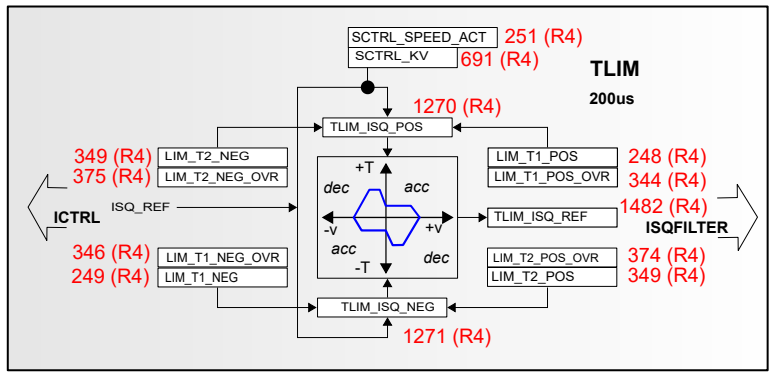 SCTRL_SPEED_ACT 251 (R4)
SCTRL_KV 691 (R4)
TLIM
200us
1270 (R4)
TLIM_ISQ_POS
349 (R4) LIM_T2_NEG
375 (R4) LIM_T2_NEG_OVR
LIM_T1_POS 248 (R4)
LIM_T1_POS_OVR 344 (R4)
+T
dec acc
ICTRL
ISQ_REF
-v +v
acc dec
-T
TLIM_ISQ_REF 1482 (R4)
ISQFILTER
346 (R4) LIM_T1_NEG_OVR
249 (R4) LIM_T1_NEG
LIM_T2_POS_OVR 374 (R4)
LIM_T2_POS 349 (R4)
TLIM_ISQ_NEG
1271 (R4)